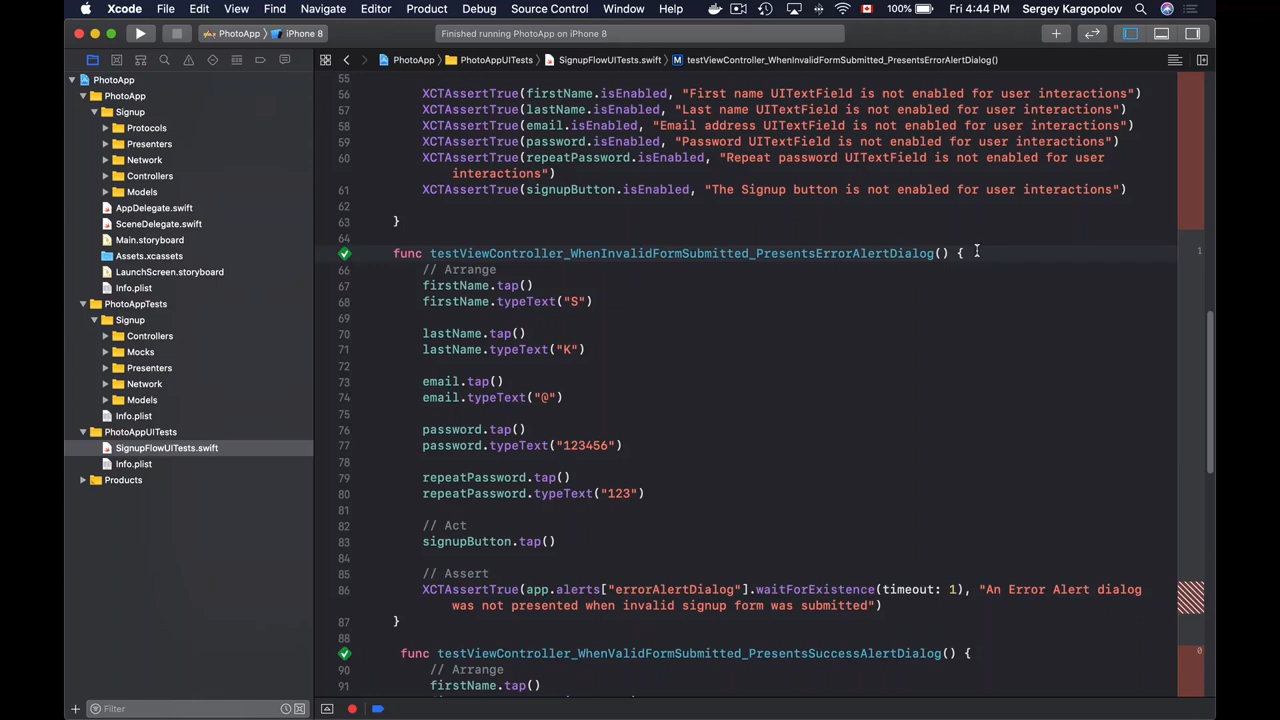 Xcode File Edit View Find Navigate Editor Product Debug Source Control Window Help 100% Fri 4:44 PM Sergey Kargopolov
PhotoApp iPhone 8 Finished running PhotoApp on iPhone 8
PhotoApp PhotoAppUITests SignupFlowUITests.swift M testViewController_WhenInvalidFormSubmitted_PresentsErrorAlertDialog()
PhotoApp
PhotoApp
Signup
Protocols
Presenters
Network
Controllers
Models
AppDelegate.swift
SceneDelegate.swift
Main.storyboard
Assets.xcassets
LaunchScreen.storyboard
Info.plist
PhotoAppTests
Signup
Controllers
Mocks
Presenters
Network
Models
Info.plist
PhotoAppUITests
SignupFlowUITests.swift
Info.plist
Products
Filter
55
56 XCTAssertTrue(firstName.isEnabled, "First name UITextField is not enabled for user interactions")
57 XCTAssertTrue(lastName.isEnabled, "Last name UITextField is not enabled for user interactions")
58 XCTAssertTrue(email.isEnabled, "Email address UITextField is not enabled for user interactions")
59 XCTAssertTrue(password.isEnabled, "Password UITextField is not enabled for user interactions")
60 XCTAssertTrue(repeatPassword.isEnabled, "Repeat password UITextField is not enabled for user
interactions")
61 XCTAssertTrue(signupButton.isEnabled, "The Signup button is not enabled for user interactions")
62
63 }
64
func testViewController_WhenInvalidFormSubmitted_PresentsErrorAlertDialog() { 1
66 // Arrange
67 firstName.tap()
68 firstName.typeText("S")
69
70 lastName.tap()
71 lastName.typeText("K")
72
73 email.tap()
74 email.typeText("@")
75
76 password.tap()
77 password.typeText("123456")
78
79 repeatPassword.tap()
80 repeatPassword.typeText("123")
81
82 // Act
83 signupButton.tap()
84
85 // Assert
86 XCTAssertTrue(app.alerts["errorAlertDialog"].waitForExistence(timeout: 1), "An Error Alert dialog
was not presented when invalid signup form was submitted")
87 }
88
func testViewController_WhenValidFormSubmitted_PresentsSuccessAlertDialog() { 0
90 // Arrange
91 firstName.tap()